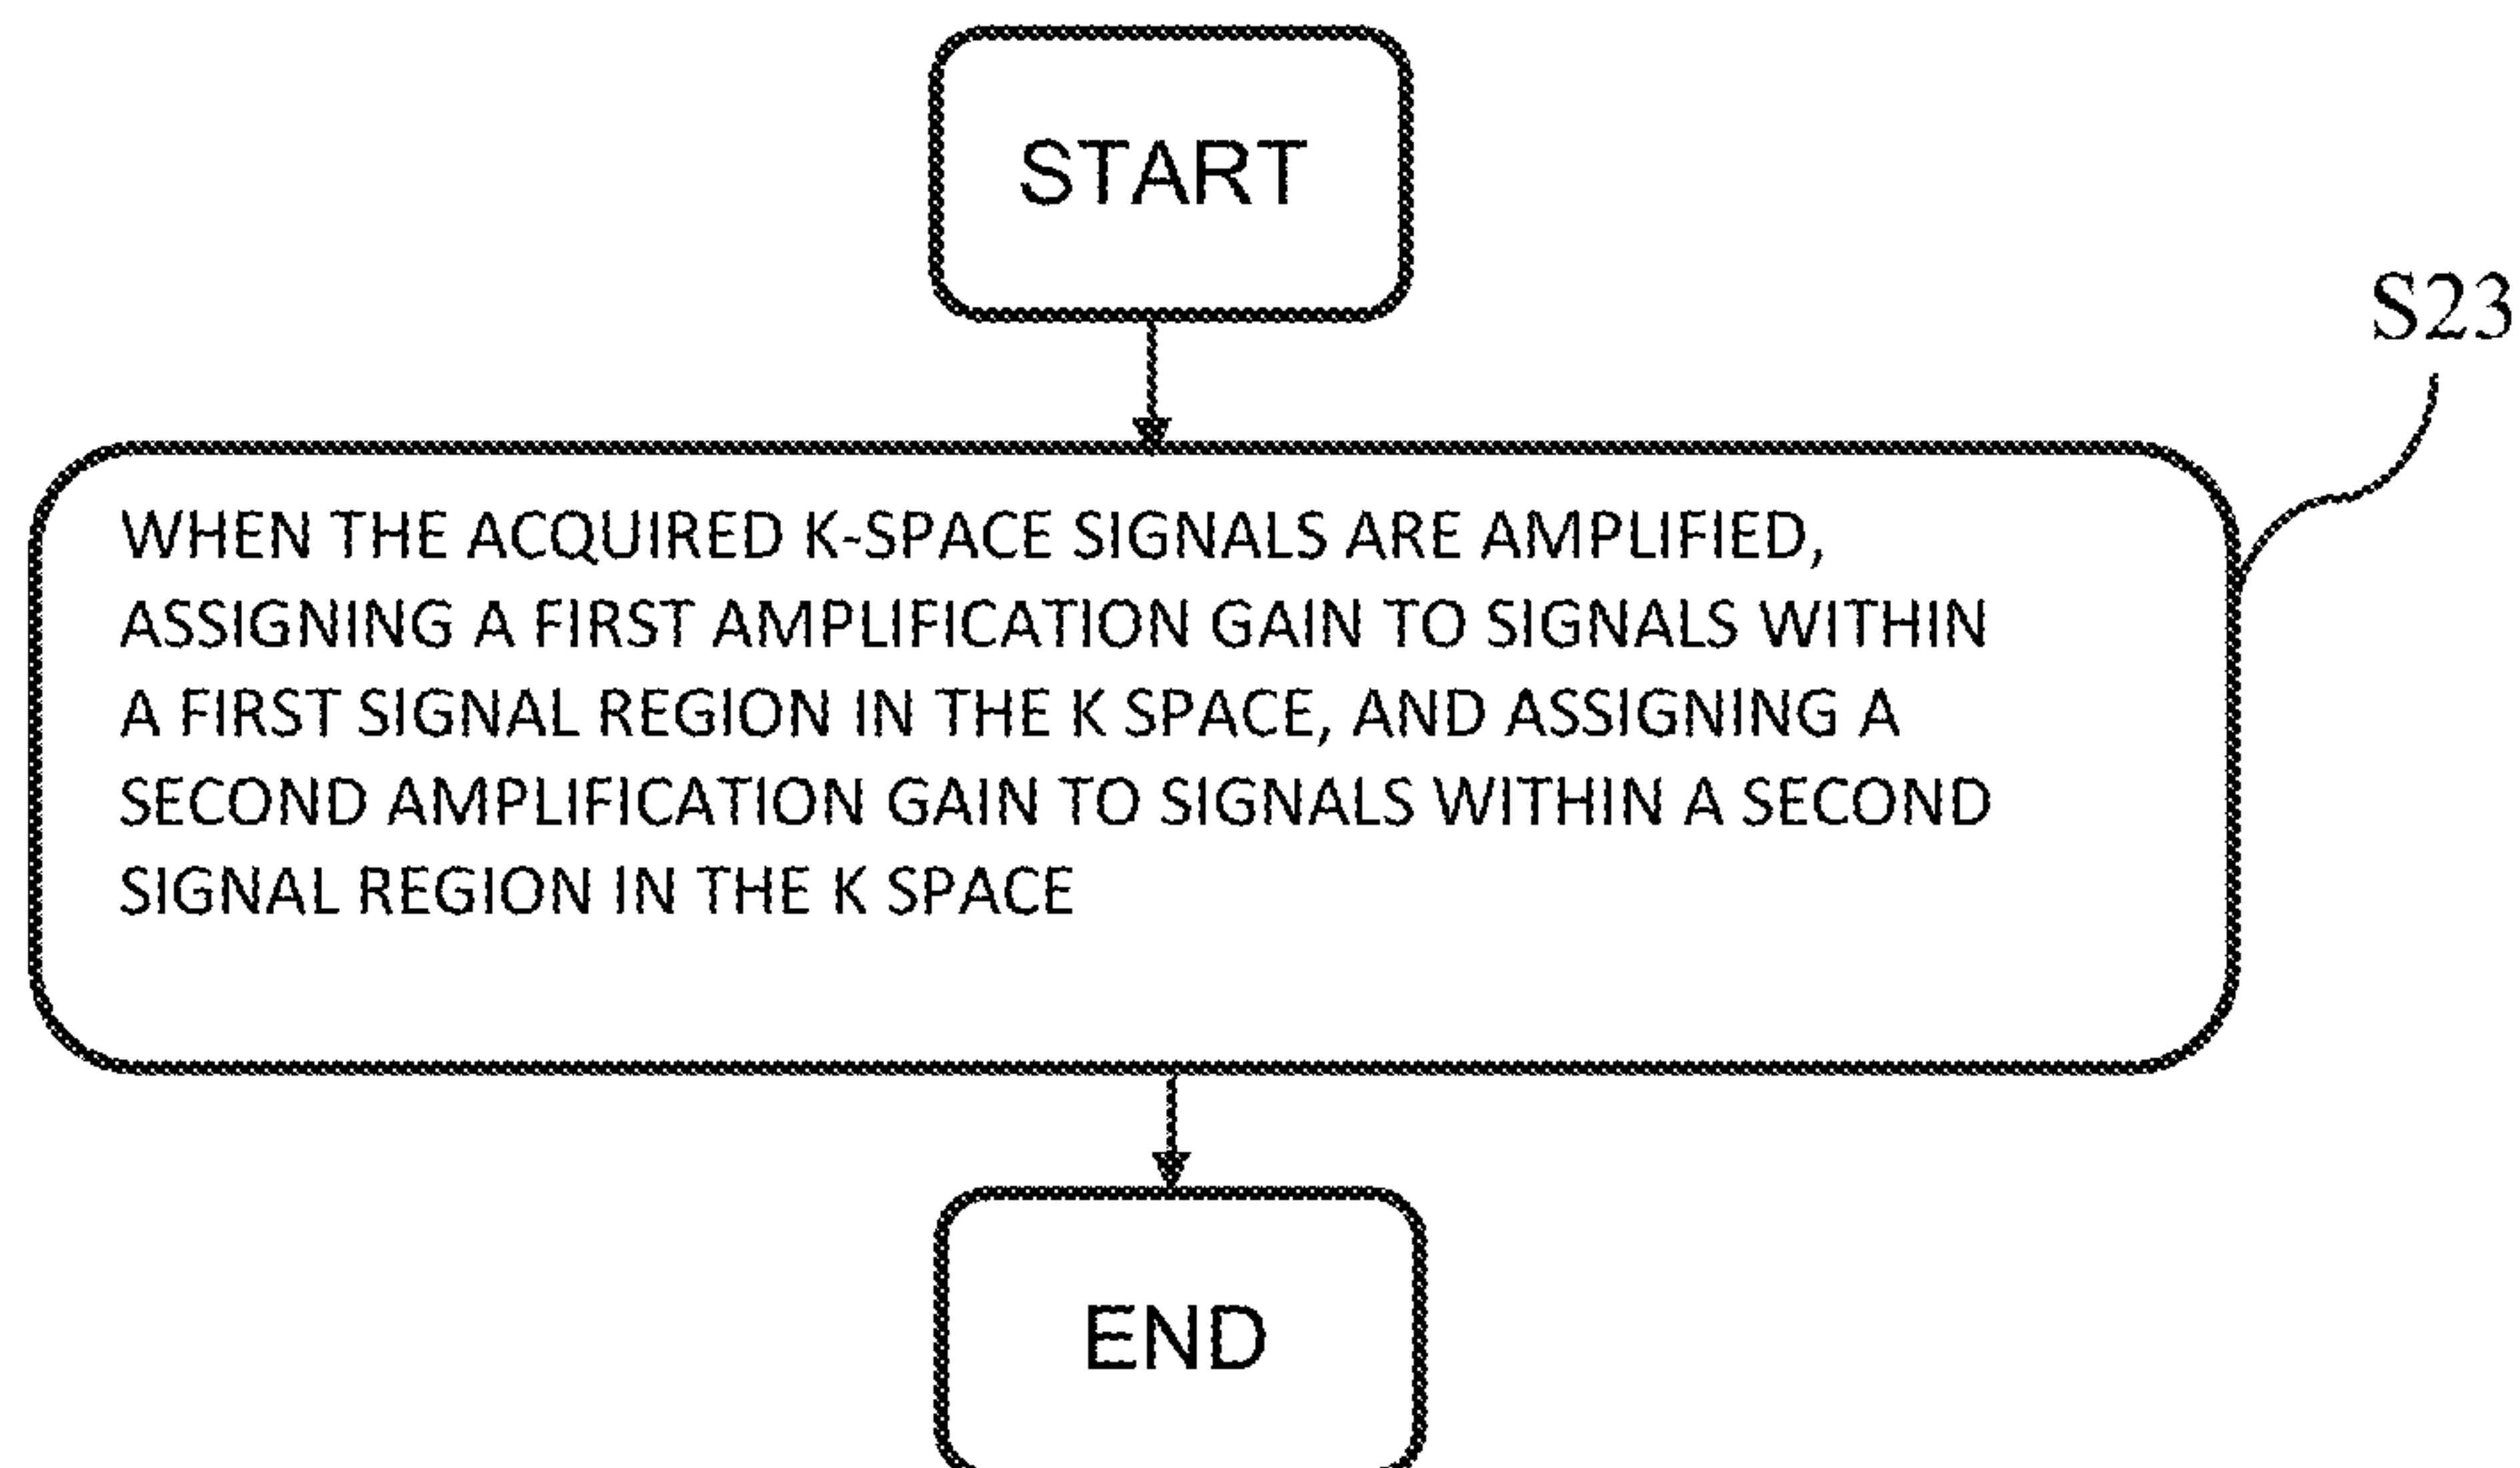 START
S23
WHEN THE ACQUIRED K-SPACE SIGNALS ARE AMPLIFIED,
ASSIGNING A FIRST AMPLIFICATION GAIN TO SIGNALS WITHIN
A FIRST SIGNAL REGION IN THE K SPACE, AND ASSIGNING A
SECOND AMPLIFICATION GAIN TO SIGNALS WITHIN A SECOND
SIGNAL REGION IN THE K SPACE
END